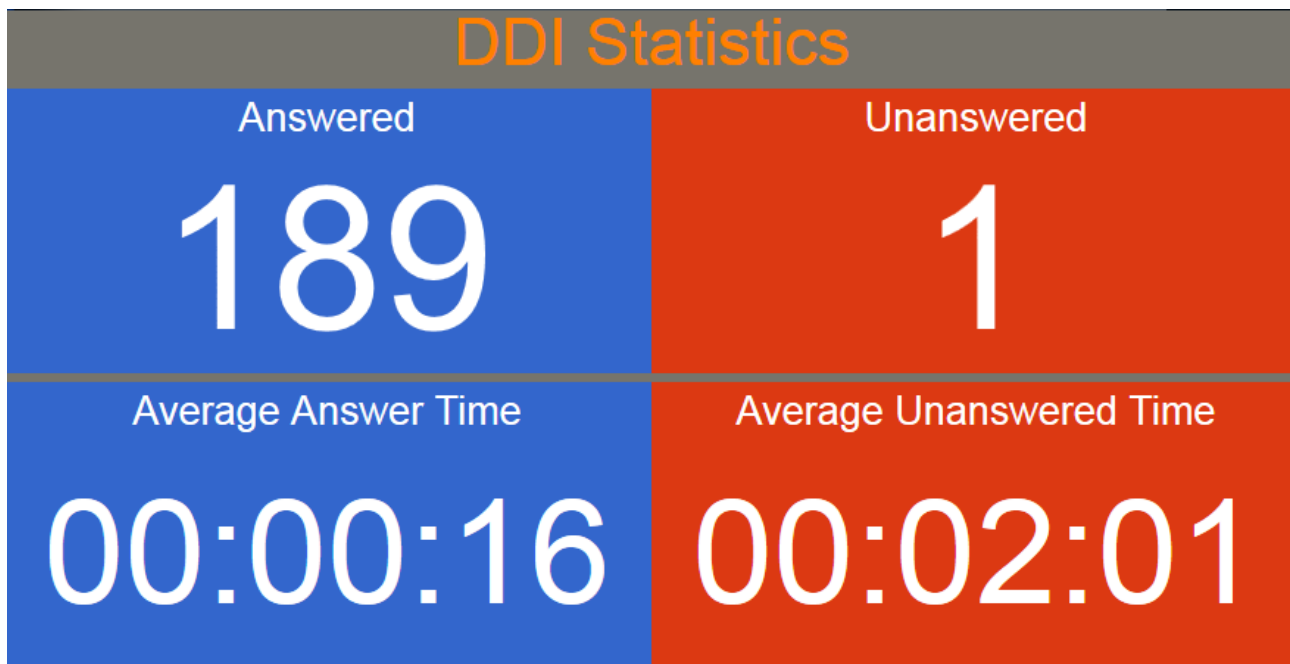 DDI Statistics
Answered
Unanswered
189
1
Average Answer Time
Average Unanswered Time
00:00:16
00:02:01